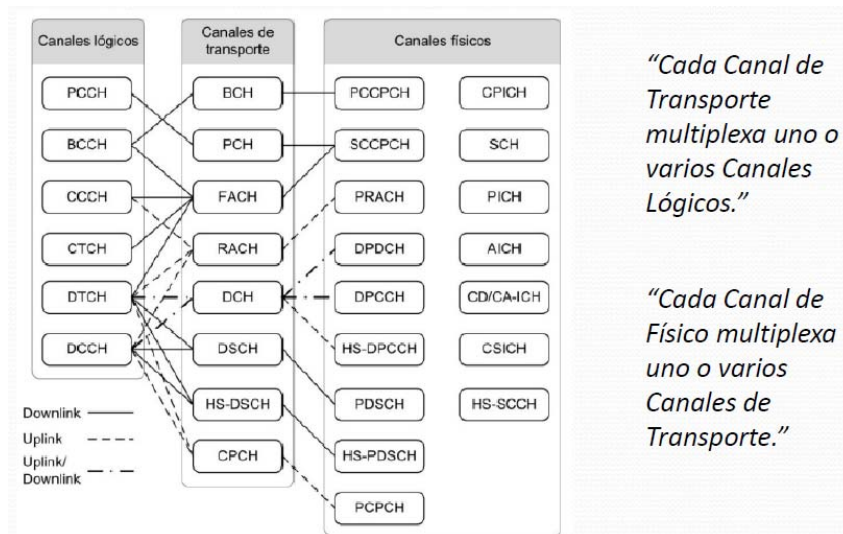 Canales lógicos
PCCH
BCCH
CCCH
CTCH
DTCH
DCCH
Downlink
Uplink
Uplink/
Downlink
Canales de
transporte
BCH
PCH
FACH
RACH
DCH
DSCH
HS-DSCH
CPCH
Canales físicos
PCCPCH
SCCPCH
PRACH
DPDCH
DPCCH
HS-DPCCH
PDSCH
HS-PDSCH
PCPCH
CPICH
SCH
PICH
AICH
CD/CA-ICH
CSICH
HS-SCCH
“Cada Canal de
Transporte
multiplexa uno o
varios Canales
Lógicos.”
“Cada Canal de
Físico multiplexa
uno o varios
Canales de
Transporte.”